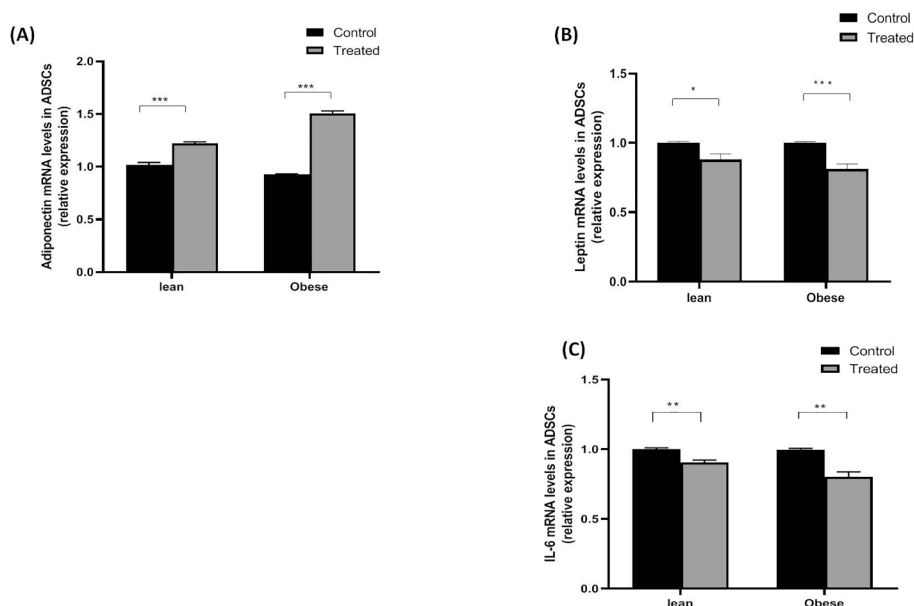 (A)
Control
Treated
Adiponectin mRNA levels in ADSCs
(relative expression)
2.0
1.5
1.0
0.5
0.0
***
***
lean
Obese
(B)
Control
Treated
Leptin mRNA levels in ADSCs
(relative expression)
1.5
1.0
0.5
0.0
*
***
lean
Obese
(C)
Control
Treated
IL-6 mRNA levels in ADSCs
(relative expression)
1.5
1.0
0.5
0.0
**
**
lean
Obese